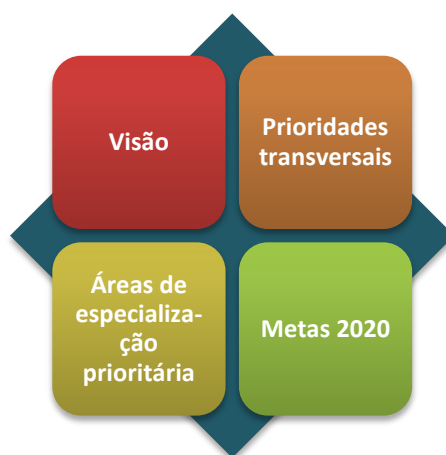 Visão
Prioridades
transversais
Áreas de
especializa-
ção
prioritária
Metas 2020